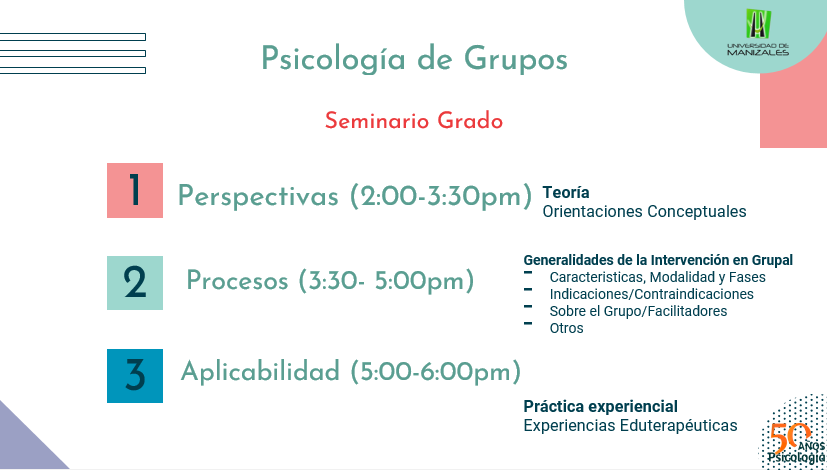 UNIVERSIDAD DE
MANIZALES
Psicología de Grupos
Seminario Grado
1
Perspectivas (2:00-3:30pm)
Teoría
Orientaciones Conceptuales
2
Procesos (3:30- 5:00pm)
Generalidades de la Intervención en Grupal
- Caracteristicas, Modalidad y Fases
- Indicaciones/Contraindicaciones
- Sobre el Grupo/Facilitadores
- Otros
3
Aplicabilidad (5:00-6:00pm)
Práctica experiencial
Experiencias Eduterapéuticas
50
AÑOS
Psicología